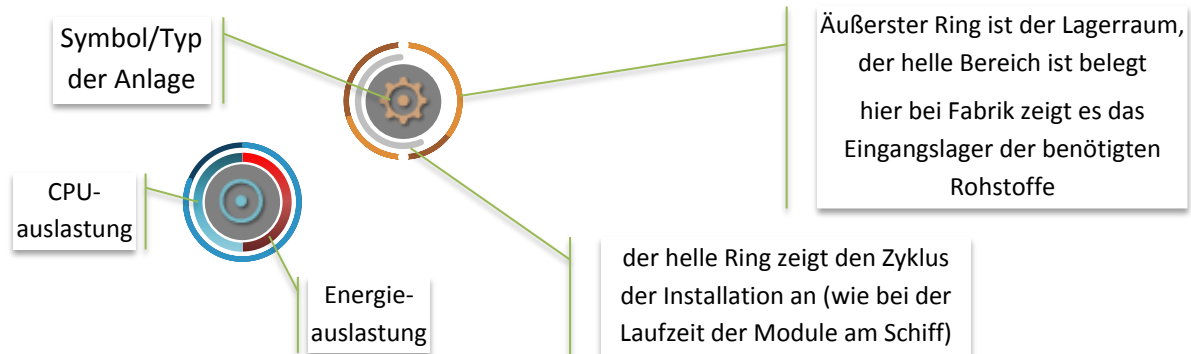 Symbol/Typ
der Anlage
Äußerster Ring ist der Lagerraum,
der helle Bereich ist belegt
hier bei Fabrik zeigt es das
Eingangslager der benötigten
Rohstoffe
CPU-
auslastung
Energie-
auslastung
der helle Ring zeigt den Zyklus
der Installation an (wie bei der
Laufzeit der Module am Schiff)